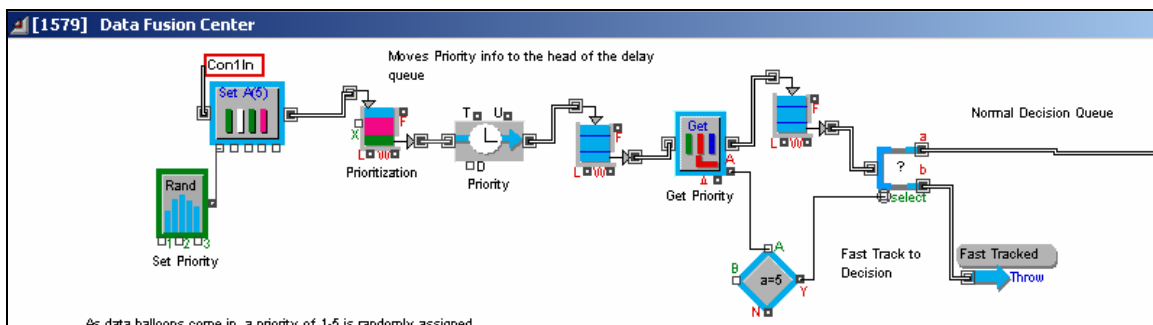 [1579] Data Fusion Center
Con1In
Moves Priority info to the head of the delay
queue
Set A(5)
X
F
L W
Prioritization
T U
D
Priority
F
L W
Get
A
Δ
Get Priority
F
L W
Normal Decision Queue
?
a
b
select
Rand
1 2 3
Set Priority
A
B
a=5
Y
N
Fast Track to
Decision
Fast Tracked
Throw
As data balloons come in, a priority of 1-5 is randomly assigned